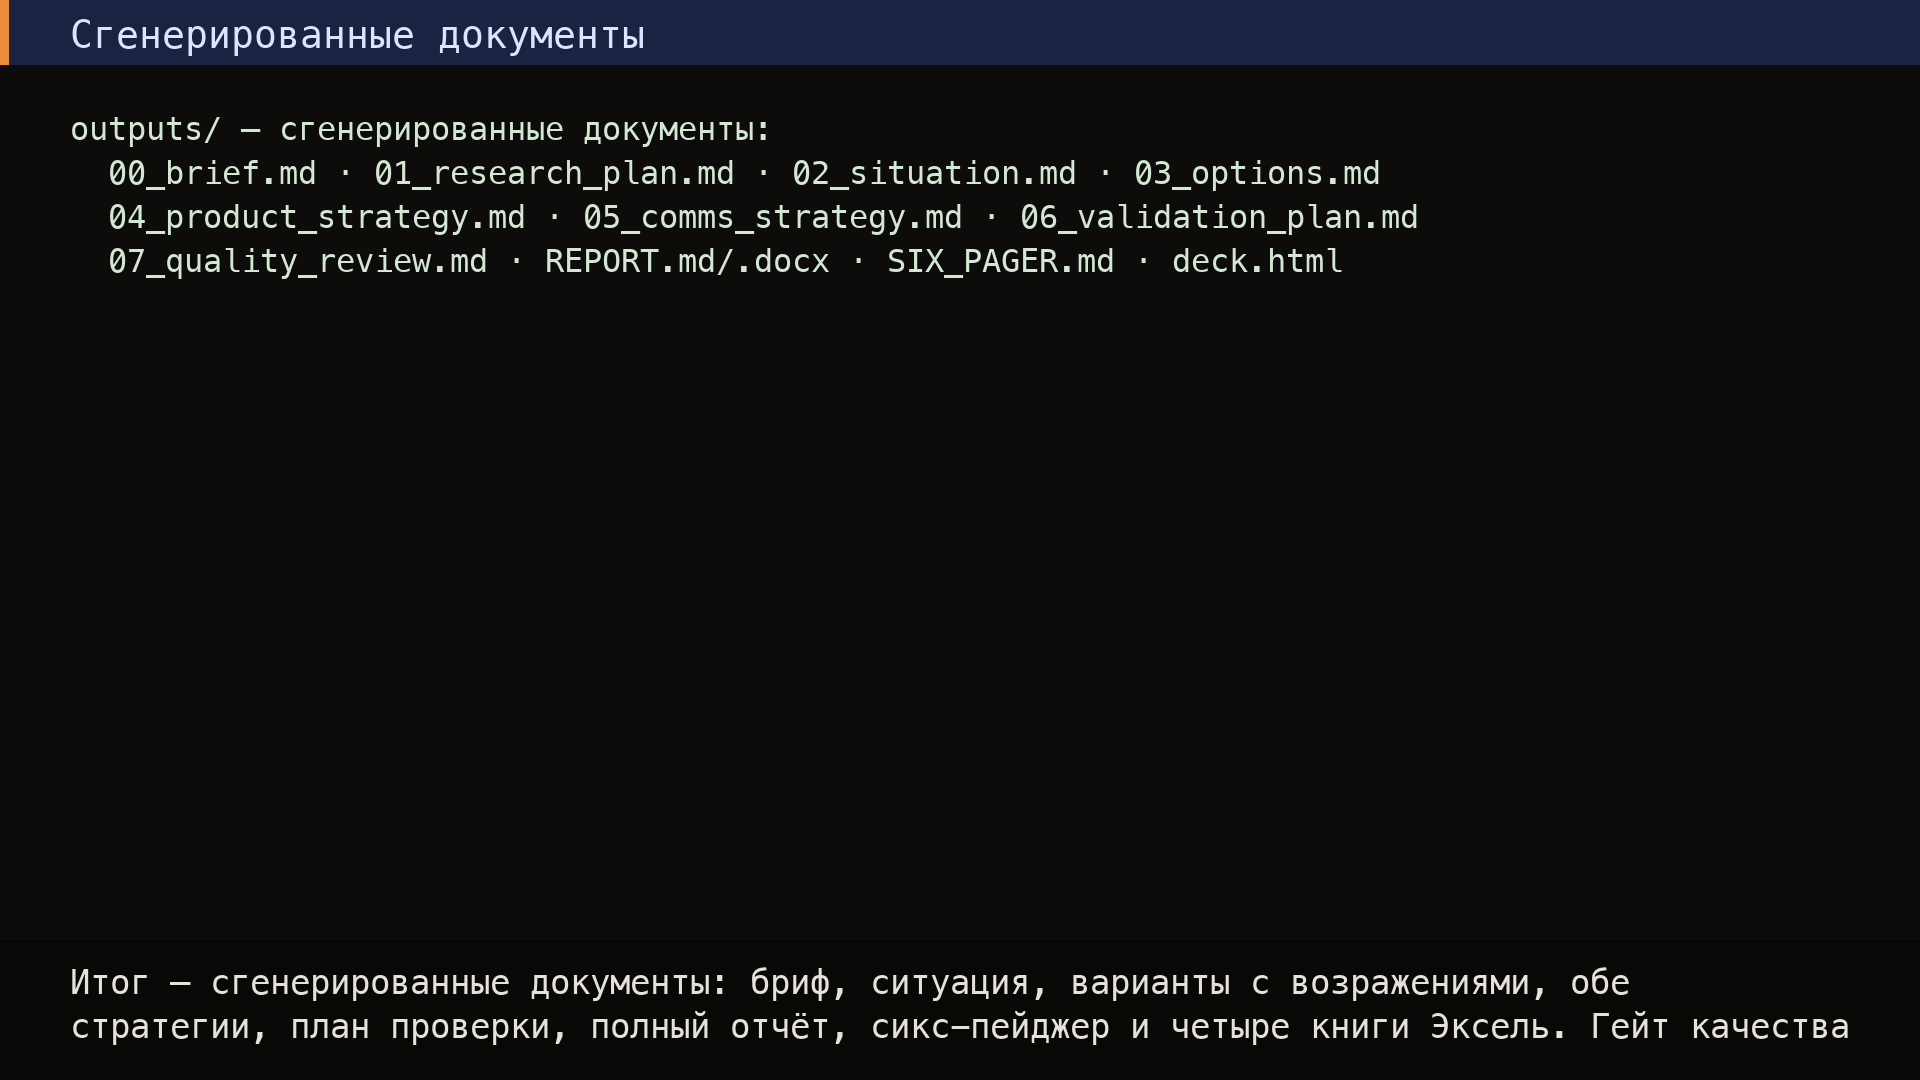 Сгенерированные документы
outputs/ — сгенерированные документы:
00_brief.md · 01_research_plan.md · 02_situation.md · 03_options.md
04_product_strategy.md · 05_comms_strategy.md · 06_validation_plan.md
07_quality_review.md · REPORT.md/.docx · SIX_PAGER.md · deck.html
Итог — сгенерированные документы: бриф, ситуация, варианты с возражениями, обе
стратегии, план проверки, полный отчёт, сикс-пейджер и четыре книги Эксель. Гейт качества